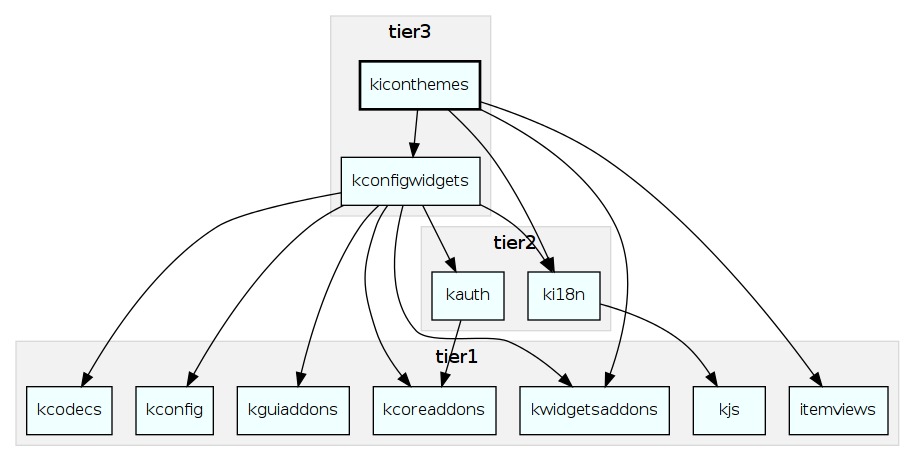 tier3
kiconthemes
kconfigwidgets
tier2
kauth
ki18n
tier1
kcodecs
kconfig
kguiaddons
kcoreaddons
kwidgetsaddons
kjs
itemviews